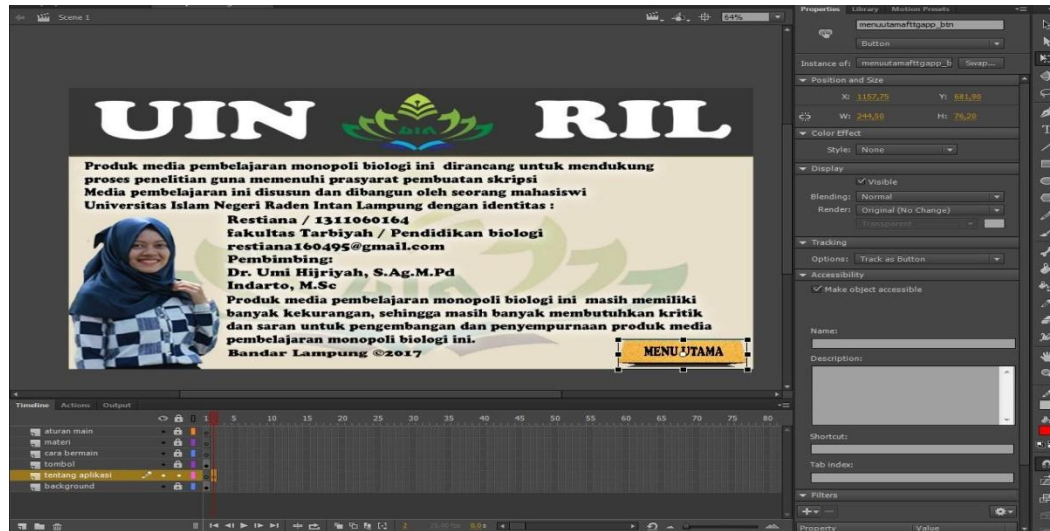 Scene 1
64%
UIN RIL
Produk media pembelajaran monopoli biologi ini dirancang untuk mendukung
proses penelitian guna memenuhi prasyarat pembuatan skripsi
Media pembelajaran ini disusun dan dibangun oleh seorang mahasiswi
Universitas Islam Negeri Raden Intan Lampung dengan identitas :
Restiana / 1311060164
fakultas Tarbiyah / Pendidikan biologi
restiana160495@gmail.com
Pembimbing:
Dr. Umi Hijriyah, S.Ag.M.Pd
Indarto, M.Sc
Produk media pembelajaran monopoli biologi ini masih memiliki
banyak kekurangan, sehingga masih banyak membutuhkan kritik
dan saran untuk pengembangan dan penyempurnaan produk media
pembelajaran monopoli biologi ini.
Bandar Lampung ©2017
MENU UTAMA
Timeline Actions Output
1 5 10 15 20 25 30 35 40 45 50 55 60 65 70 75 80
aturan main
materi
cara bermain
tombol
tentang aplikasi
background
2
Properties Library Motion Presets
menuutamafttgapp_btn
Button
Instance of: menuutamafttgapp_b Swap...
Position and Size
X: 1157,75 Y: 681,90
W: 244,50 H: 76,20
Color Effect
Style: None
Display
Visible
Blending: Normal
Render: Original (No Change)
Transparent
Tracking
Options: Track as Button
Accessibility
Make object accessible
Name:
Description:
Shortcut:
Tab index:
Filters
Property Value